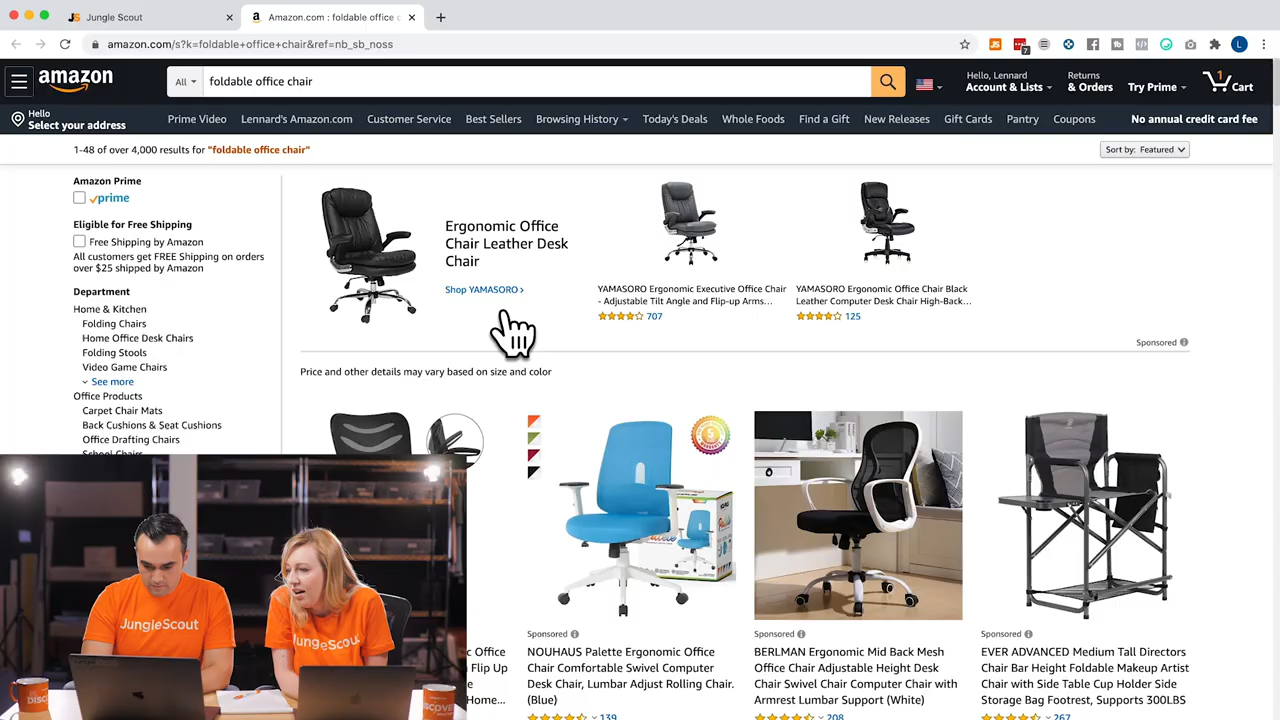 Jungle Scout
Amazon.com : foldable office c
amazon.com/s?k=foldable+office+chair&ref=nb_sb_noss
7
L
amazon
All
foldable office chair
Hello, Lennard
Account & Lists
Returns
& Orders
Try Prime
1
Cart
Hello
Select your address
Prime Video
Lennard's Amazon.com
Customer Service
Best Sellers
Browsing History
Today's Deals
Whole Foods
Find a Gift
New Releases
Gift Cards
Pantry
Coupons
No annual credit card fee
1-48 of over 4,000 results for "foldable office chair"
Sort by: Featured
Amazon Prime
prime
Eligible for Free Shipping
Free Shipping by Amazon
All customers get FREE Shipping on orders
over $25 shipped by Amazon
Department
Home & Kitchen
Folding Chairs
Home Office Desk Chairs
Folding Stools
Video Game Chairs
See more
Office Products
Carpet Chair Mats
Back Cushions & Seat Cushions
Office Drafting Chairs
Ergonomic Office
Chair Leather Desk
Chair
Shop YAMASORO ›
YAMASORO Ergonomic Executive Office Chair
- Adjustable Tilt Angle and Flip-up Arms...
707
YAMASORO Ergonomic Office Chair Black
Leather Computer Desk Chair High-Back...
125
Sponsored
Price and other details may vary based on size and color
5
Office
Flip Up
Home...
Sponsored
NOUHAUS Palette Ergonomic Office
Chair Comfortable Swivel Computer
Desk Chair, Lumbar Adjust Rolling Chair.
(Blue)
139
Sponsored
BERLMAN Ergonomic Mid Back Mesh
Office Chair Adjustable Height Desk
Chair Swivel Chair Computer Chair with
Armrest Lumbar Support (White)
208
Sponsored
EVER ADVANCED Medium Tall Directors
Chair Bar Height Foldable Makeup Artist
Chair with Side Table Cup Holder Side
Storage Bag Footrest, Supports 300LBS
267
JungleScout
JungleScout